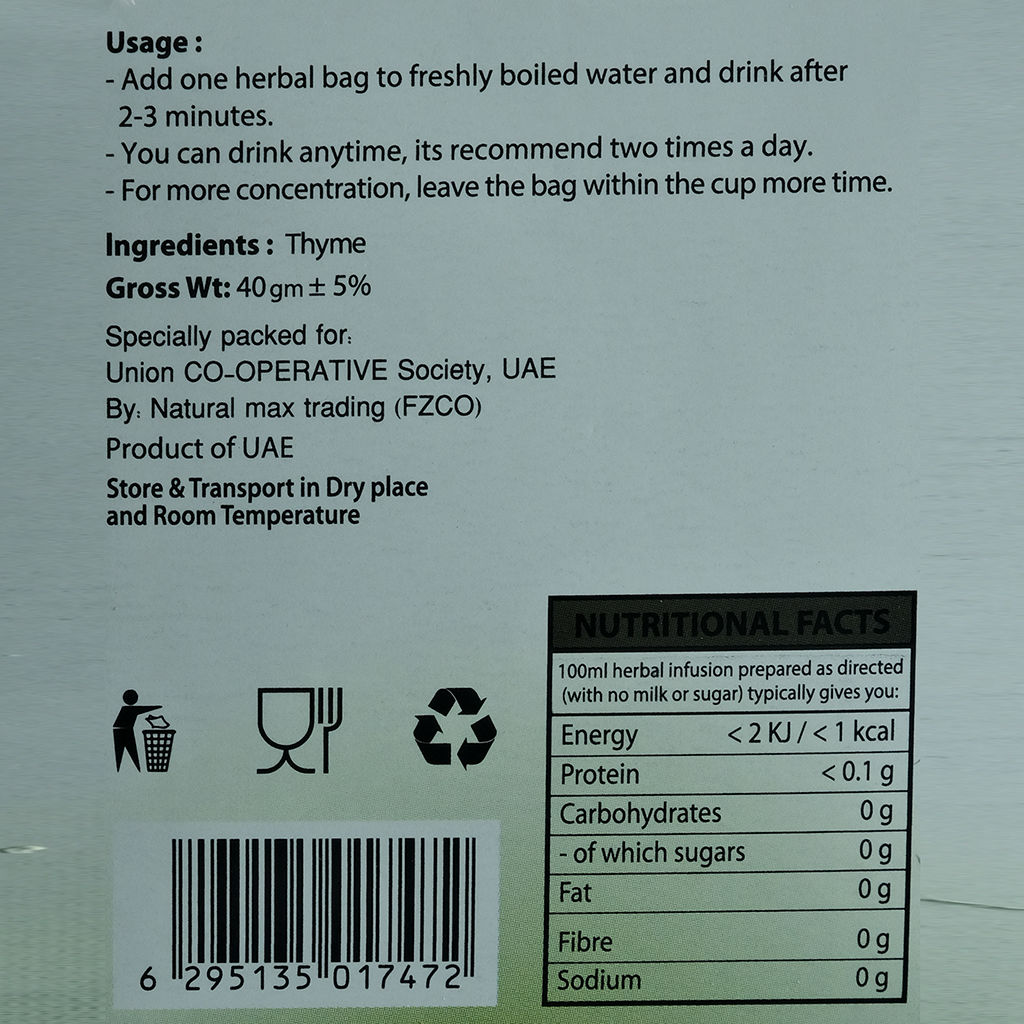 Usage :
- Add one herbal bag to freshly boiled water and drink after
2-3 minutes.
- You can drink anytime, its recommend two times a day.
- For more concentration, leave the bag within the cup more time.
Ingredients : Thyme
Gross Wt: 40gm ± 5%
Specially packed for:
Union CO-OPERATIVE Society, UAE
By: Natural max trading (FZCO)
Product of UAE
Store & Transport in Dry place
and Room Temperature
NUTRITIONAL FACTS
100ml herbal infusion prepared as directed
(with no milk or sugar) typically gives you:
Energy < 2 KJ / < 1 kcal
Protein < 0.1 g
Carbohydrates 0 g
- of which sugars 0 g
Fat 0 g
Fibre 0 g
Sodium 0 g
6 295135 017472